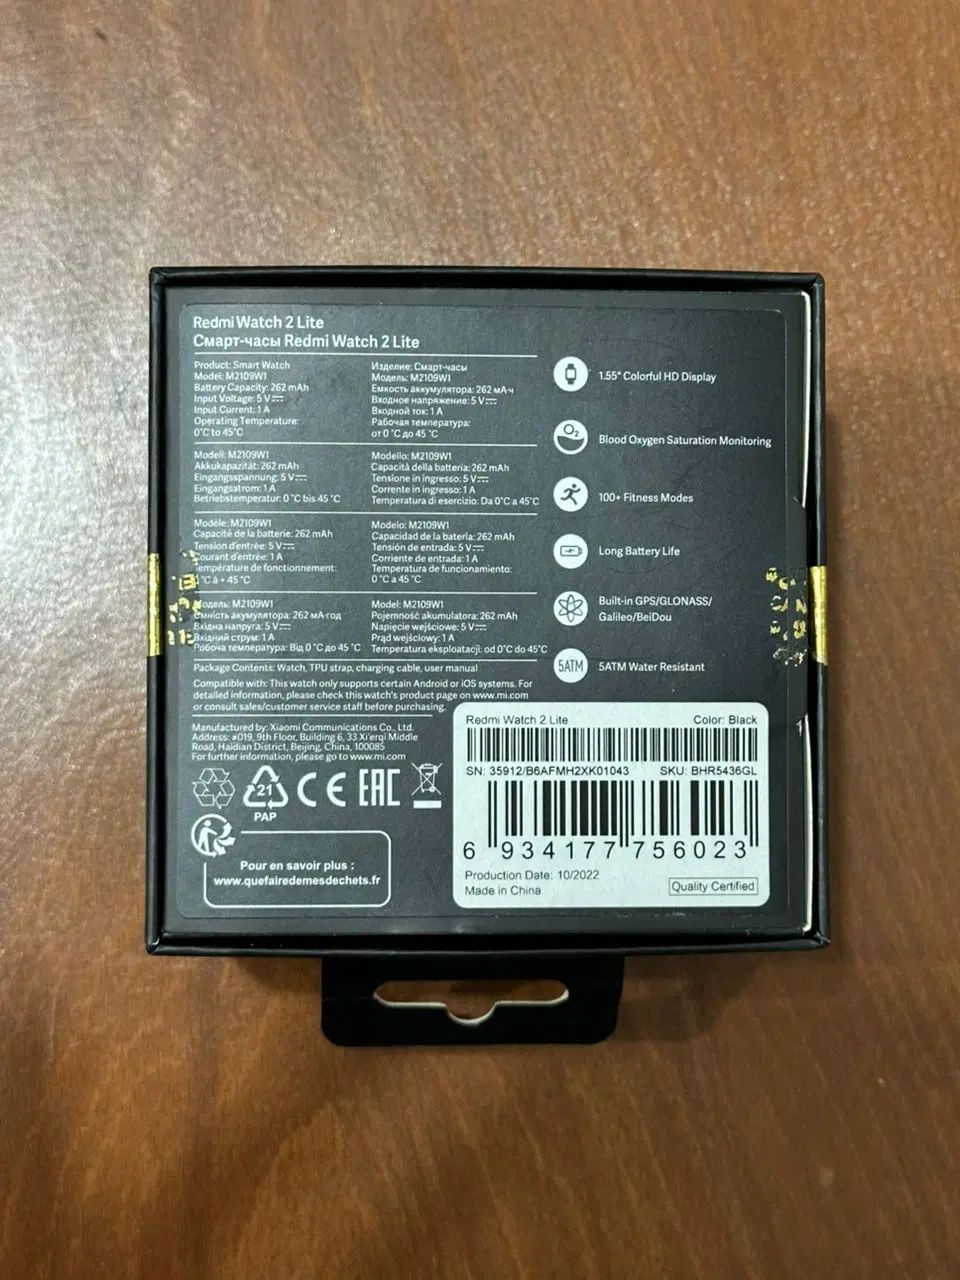 Redmi Watch 2 Lite
Смарт-часы Redmi Watch 2 Lite
Product: Smart Watch
Model: M2109W1
Battery Capacity: 262 mAh
Input Voltage: 5 V⎓
Input Current: 1 A
Operating Temperature:
0°C to 45°C
Изделие: Смарт-часы
Модель: M2109W1
Емкость аккумулятора: 262 мА·ч
Входное напряжение: 5 V⎓
Входной ток: 1 A
Рабочая температура:
от 0 °C до 45 °C
Modell: M2109W1
Akkukapazität: 262 mAh
Eingangsspannung: 5 V⎓
Eingangsstrom: 1 A
Betriebstemperatur: 0 °C bis 45 °C
Modello: M2109W1
Capacità della batteria: 262 mAh
Tensione in ingresso: 5 V⎓
Corrente in ingresso: 1 A
Temperatura di esercizio: Da 0°C a 45°C
Modèle: M2109W1
Capacité de la batterie: 262 mAh
Tension d'entrée: 5 V⎓
Courant d'entrée: 1 A
Température de fonctionnement:
°C à + 45 °C
Modelo: M2109W1
Capacidad de la batería: 262 mAh
Tensión de entrada: 5 V⎓
Corriente de entrada: 1 A
Temperatura de funcionamiento:
0 °C a 45 °C
Модель: M2109W1
Ємність акумулятора: 262 мА·год
Вхідна напруга: 5 V⎓
Вхідний струм: 1 A
Робоча температура: Від 0 °C до 45 °C
Model: M2109W1
Pojemność akumulatora: 262 mAh
Napięcie wejściowe: 5 V⎓
Prąd wejściowy: 1 A
Temperatura eksploatacji: od 0°C do 45°C
Package Contents: Watch, TPU strap, charging cable, user manual
Compatible with: This watch only supports certain Android or iOS systems. For
detailed information, please check this watch's product page on www.mi.com
or consult sales/customer service staff before purchasing.
Manufactured by: Xiaomi Communications Co., Ltd.
Address: #019, 9th Floor, Building 6, 33 Xi'erqi Middle
Road, Haidian District, Beijing, China, 100085
For further information, please go to www.mi.com
21
PAP
CE
EAC
Pour en savoir plus :
www.quefairedemesdechets.fr
1.55" Colorful HD Display
O2
Blood Oxygen Saturation Monitoring
100+ Fitness Modes
Long Battery Life
Built-in GPS/GLONASS/
Galileo/BeiDou
5ATM
5ATM Water Resistant
Redmi Watch 2 Lite Color: Black
SN: 35912/B6AFMH2XK01043 SKU: BHR5436GL
6 934177 756023
Production Date: 10/2022
Made in China
Quality Certified